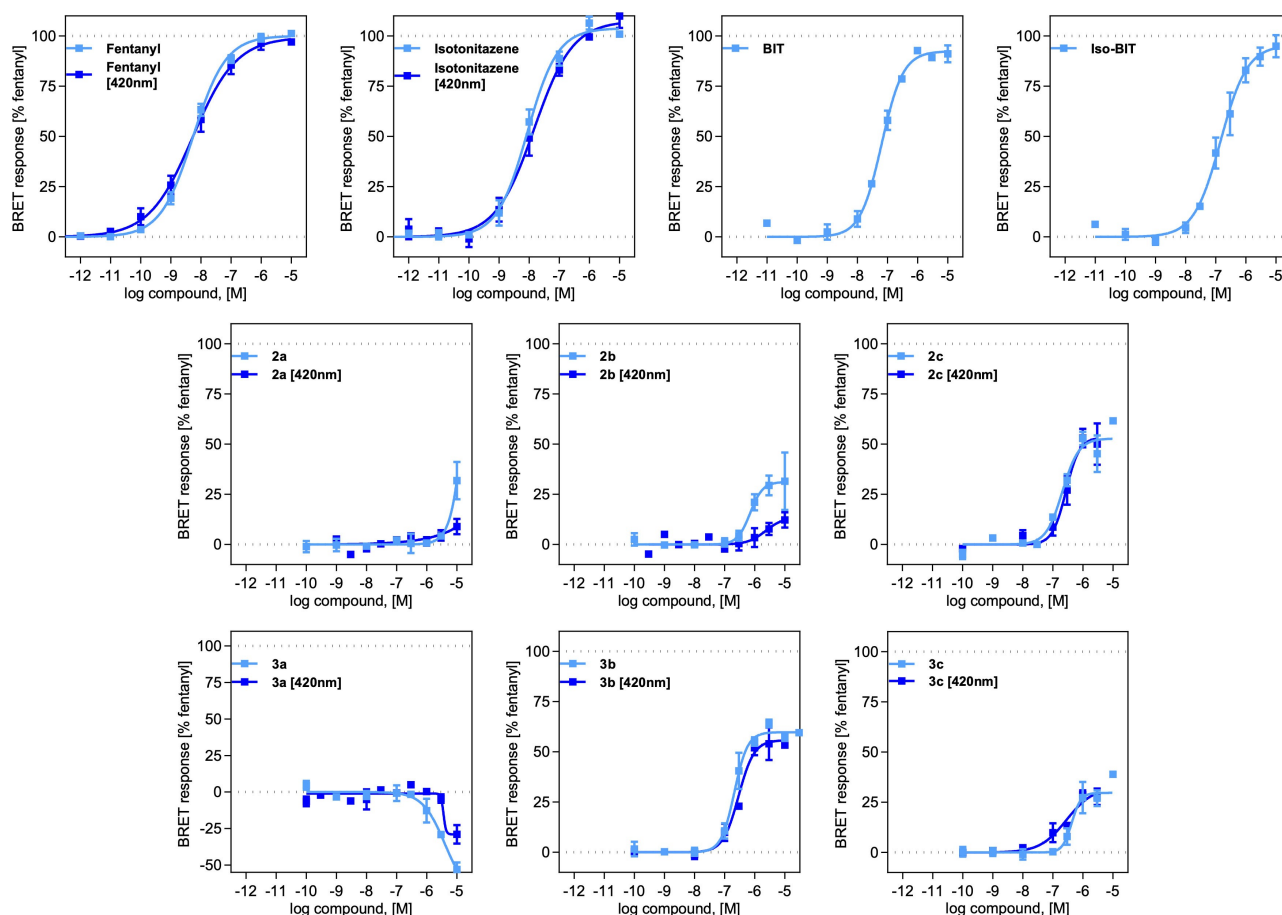 BRET response [% fentanyl]
100
75
50
25
0
Fentanyl
Fentanyl
[420nm]
-12 -11 -10 -9 -8 -7 -6 -5
log compound, [M]
BRET response [% fentanyl]
100
75
50
25
0
Isotonitazene
Isotonitazene
[420nm]
-12 -11 -10 -9 -8 -7 -6 -5
log compound, [M]
BRET response [% fentanyl]
100
75
50
25
0
BIT
-12 -11 -10 -9 -8 -7 -6 -5
log compound, [M]
BRET response [% fentanyl]
100
75
50
25
0
Iso-BIT
-12 -11 -10 -9 -8 -7 -6 -5
log compound, [M]
BRET response [% fentanyl]
100
75
50
25
0
2a
2a [420nm]
-12 -11 -10 -9 -8 -7 -6 -5
log compound, [M]
BRET response [% fentanyl]
100
75
50
25
0
2b
2b [420nm]
-12 -11 -10 -9 -8 -7 -6 -5
log compound, [M]
BRET response [% fentanyl]
100
75
50
25
0
2c
2c [420nm]
-12 -11 -10 -9 -8 -7 -6 -5
log compound, [M]
BRET response [% fentanyl]
100
75
50
25
0
-25
-50
3a
3a [420nm]
-12 -11 -10 -9 -8 -7 -6 -5
log compound, [M]
BRET response [% fentanyl]
100
75
50
25
0
3b
3b [420nm]
-12 -11 -10 -9 -8 -7 -6 -5
log compound, [M]
BRET response [% fentanyl]
100
75
50
25
0
3c
3c [420nm]
-12 -11 -10 -9 -8 -7 -6 -5
log compound, [M]